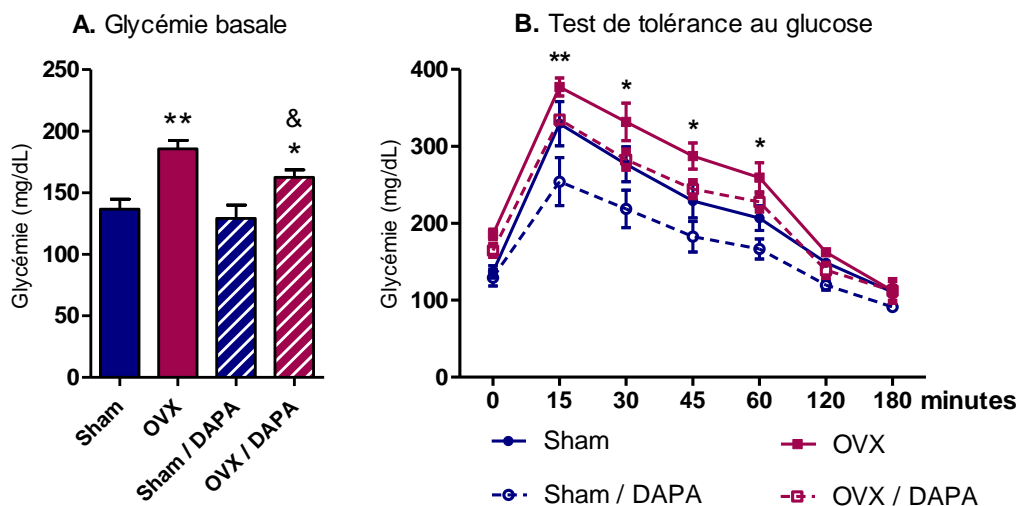 A. Glycémie basale
Glycémie (mg/dL)
250
200
150
100
50
0
**
&
*
Sham
OVX
Sham / DAPA
OVX / DAPA
B. Test de tolérance au glucose
Glycémie (mg/dL)
400
300
200
100
0
**
*
*
*
0 15 30 45 60 120 180 minutes
Sham
OVX
Sham / DAPA
OVX / DAPA